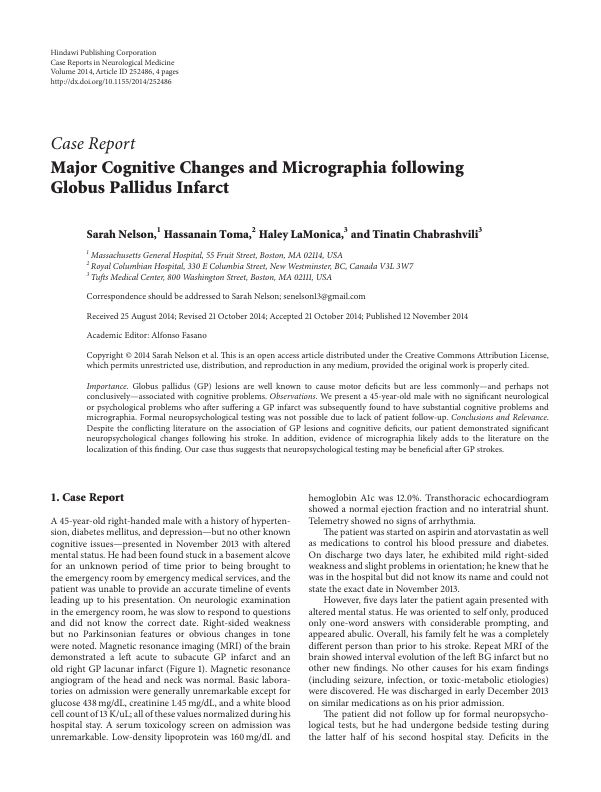 Hindawi Publishing Corporation
Case Reports in Neurological Medicine
Volume 2014, Article ID 252486, 4 pages
http://dx.doi.org/10.1155/2014/252486
Case Report
Major Cognitive Changes and Micrographia following
Globus Pallidus Infarct
Sarah Nelson,1 Hassanain Toma,2 Haley LaMonica,3 and Tinatin Chabrashvili3
1 Massachusetts General Hospital, 55 Fruit Street, Boston, MA 02114, USA
2 Royal Columbian Hospital, 330 E Columbia Street, New Westminster, BC, Canada V3L 3W7
3 Tufts Medical Center, 800 Washington Street, Boston, MA 02111, USA
Correspondence should be addressed to Sarah Nelson; senelson13@gmail.com
Received 25 August 2014; Revised 21 October 2014; Accepted 21 October 2014; Published 12 November 2014
Academic Editor: Alfonso Fasano
Copyright © 2014 Sarah Nelson et al. This is an open access article distributed under the Creative Commons Attribution License,
which permits unrestricted use, distribution, and reproduction in any medium, provided the original work is properly cited.
Importance. Globus pallidus (GP) lesions are well known to cause motor deficits but are less commonly—and perhaps not
conclusively—associated with cognitive problems. Observations. We present a 45-year-old male with no significant neurological
or psychological problems who after suffering a GP infarct was subsequently found to have substantial cognitive problems and
micrographia. Formal neuropsychological testing was not possible due to lack of patient follow-up. Conclusions and Relevance.
Despite the conflicting literature on the association of GP lesions and cognitive deficits, our patient demonstrated significant
neuropsychological changes following his stroke. In addition, evidence of micrographia likely adds to the literature on the
localization of this finding. Our case thus suggests that neuropsychological testing may be beneficial after GP strokes.
1. Case Report
A 45-year-old right-handed male with a history of hyperten-
sion, diabetes mellitus, and depression—but no other known
cognitive issues—presented in November 2013 with altered
mental status. He had been found stuck in a basement alcove
for an unknown period of time prior to being brought to
the emergency room by emergency medical services, and the
patient was unable to provide an accurate timeline of events
leading up to his presentation. On neurologic examination
in the emergency room, he was slow to respond to questions
and did not know the correct date. Right-sided weakness
but no Parkinsonian features or obvious changes in tone
were noted. Magnetic resonance imaging (MRI) of the brain
demonstrated a left acute to subacute GP infarct and an
old right GP lacunar infarct (Figure 1). Magnetic resonance
angiogram of the head and neck was normal. Basic labora-
tories on admission were generally unremarkable except for
glucose 438 mg/dL, creatinine 1.45 mg/dL, and a white blood
cell count of 13 K/uL; all of these values normalized during his
hospital stay. A serum toxicology screen on admission was
unremarkable. Low-density lipoprotein was 160 mg/dL and
hemoglobin A1c was 12.0%. Transthoracic echocardiogram
showed a normal ejection fraction and no interatrial shunt.
Telemetry showed no signs of arrhythmia.
The patient was started on aspirin and atorvastatin as well
as medications to control his blood pressure and diabetes.
On discharge two days later, he exhibited mild right-sided
weakness and slight problems in orientation; he knew that he
was in the hospital but did not know its name and could not
state the exact date in November 2013.
However, five days later the patient again presented with
altered mental status. He was oriented to self only, produced
only one-word answers with considerable prompting, and
appeared abulic. Overall, his family felt he was a completely
different person than prior to his stroke. Repeat MRI of the
brain showed interval evolution of the left BG infarct but no
other new findings. No other causes for his exam findings
(including seizure, infection, or toxic-metabolic etiologies)
were discovered. He was discharged in early December 2013
on similar medications as on his prior admission.
The patient did not follow up for formal neuropsycho-
logical tests, but he had undergone bedside testing during
the latter half of his second hospital stay. Deficits in the